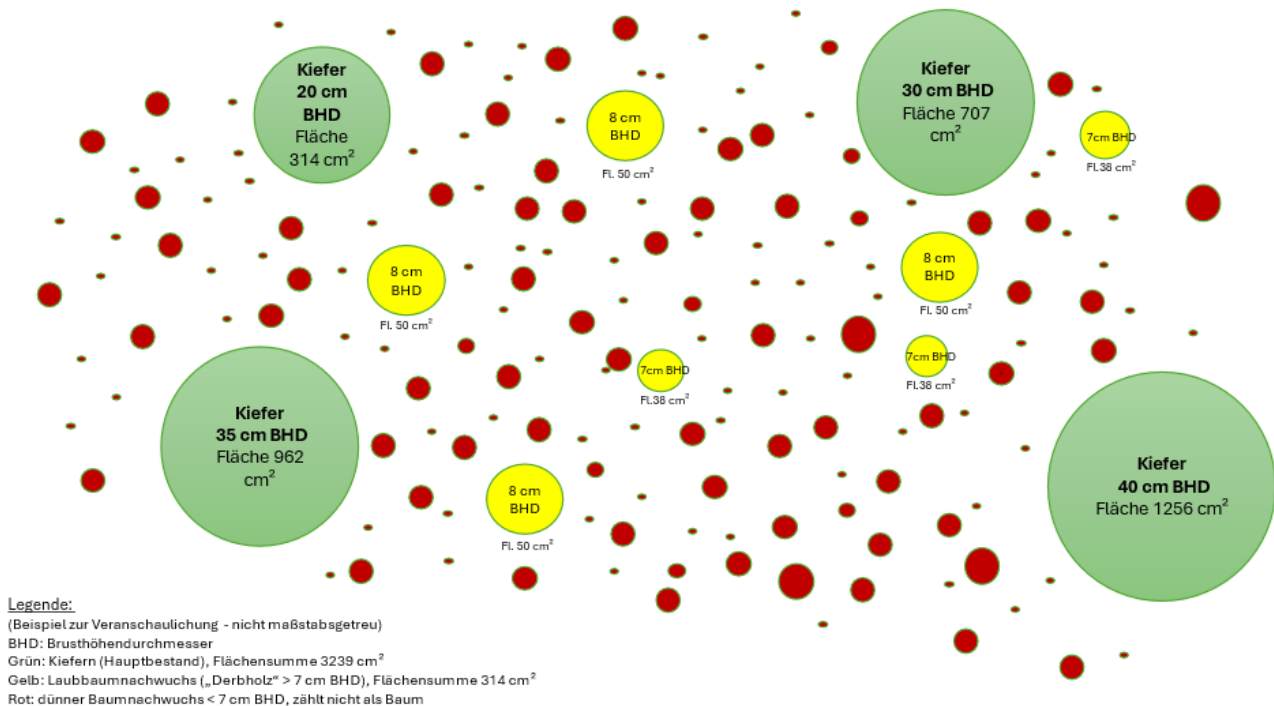 Kiefer
20 cm
BHD
Fläche
314 cm²
8 cm
BHD
Fl. 50 cm²
Kiefer
30 cm BHD
Fläche 707
cm²
7cm BHD
Fl.38 cm²
8 cm
BHD
Fl. 50 cm²
8 cm
BHD
Fl. 50 cm²
7cm BHD
Fl.38 cm²
7cm BHD
Fl.38 cm²
Kiefer
35 cm BHD
Fläche 962
cm²
8 cm
BHD
Fl. 50 cm²
Kiefer
40 cm BHD
Fläche 1256 cm²
Legende:
(Beispiel zur Veranschaulichung - nicht maßstabsgetreu)
BHD: Brusthöhendurchmesser
Grün: Kiefern (Hauptbestand), Flächensumme 3239 cm²
Gelb: Laubbaumnachwuchs („Derbholz“ > 7 cm BHD), Flächensumme 314 cm²
Rot: dünner Baumnachwuchs < 7 cm BHD, zählt nicht als Baum